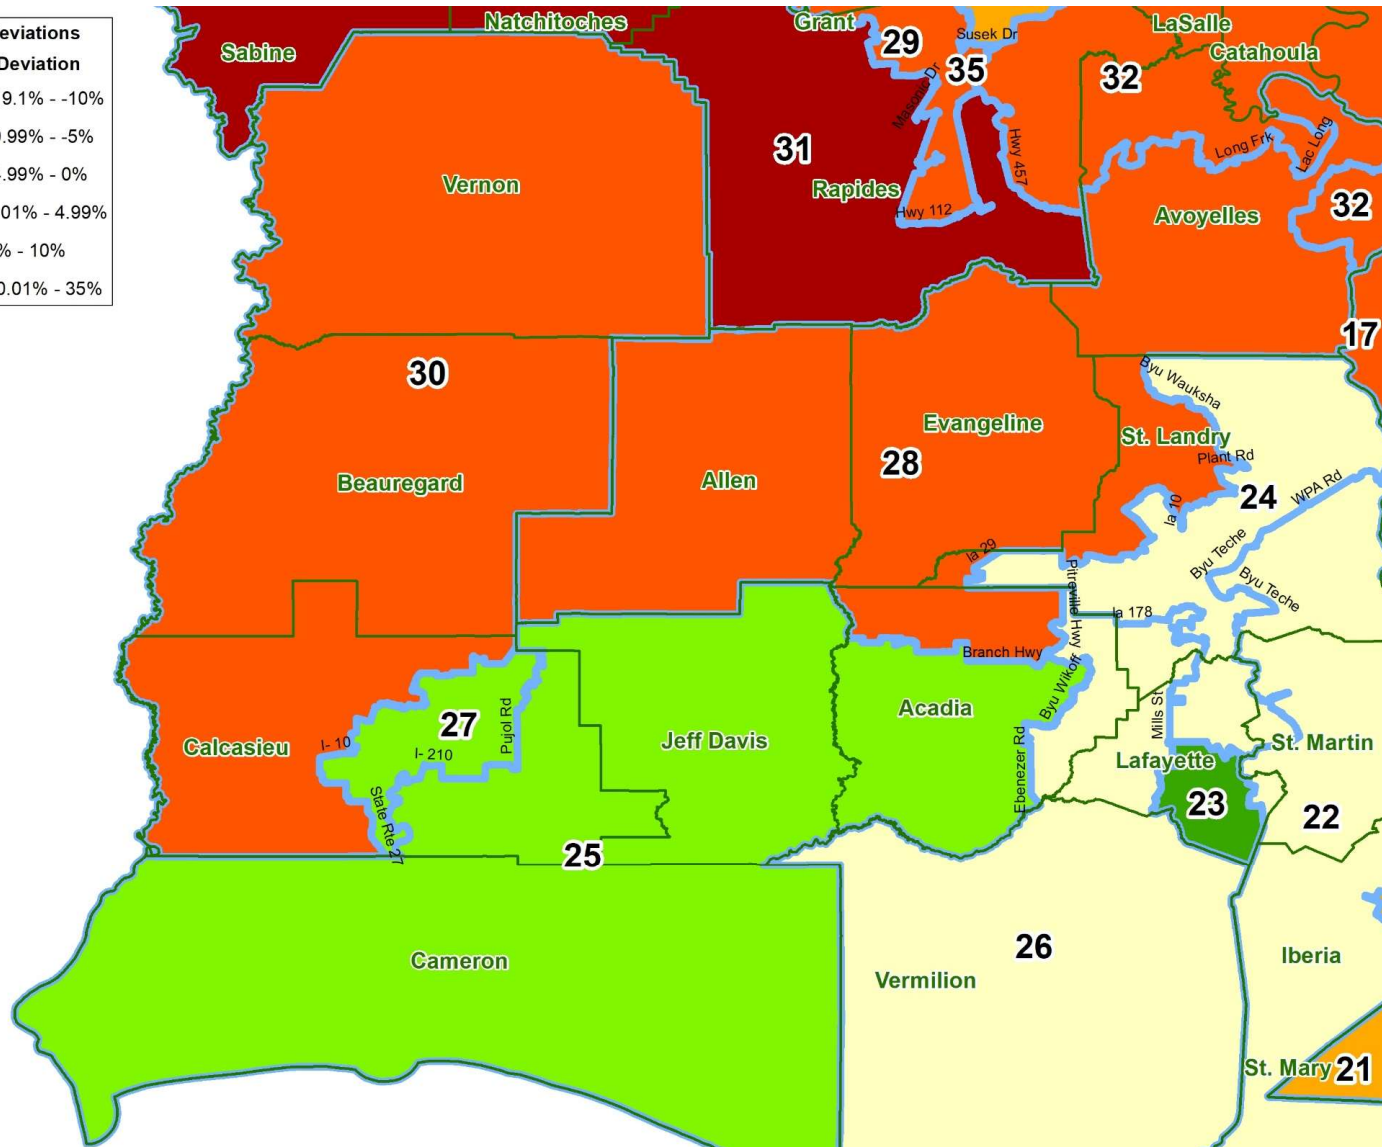 eviations
Deviation
9.1% - -10%
.99% - -5%
.99% - 0%
01% - 4.99%
% - 10%
0.01% - 35%
Sabine
Natchitoches
Grant
29
Susek Dr
LaSalle
Catahoula
35
32
Masonic Dr
31
Rapides
Hwy 457
Hwy 112
Long Frk
Lac Long
Vernon
Avoyelles
32
17
30
Byu Wauksha
Evangeline
St. Landry
Plant Rd
Beauregard
Allen
28
24
WPA Rd
la 10
la 29
Byu Teche
Byu Teche
Pitreville Hwy
la 178
Branch Hwy
Byu Wikoff
27
Pujol Rd
Acadia
Mills St
Calcasieu
I- 10
I- 210
Jeff Davis
St. Martin
Lafayette
Ebenezer Rd
State Rte 27
23
22
25
26
Cameron
Vermilion
Iberia
St. Mary
21